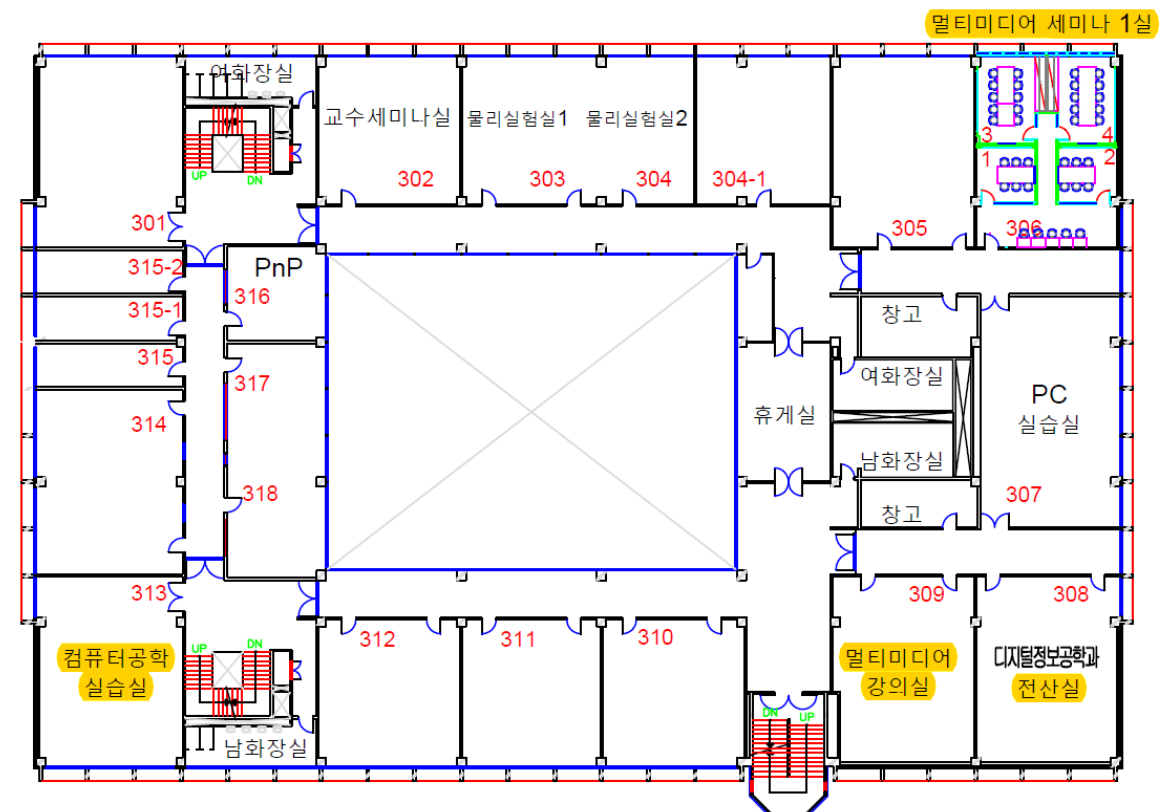 멀티미디어 세미나 1실
여화장실
교수세미나실
물리실험실1
물리실험실2
3
4
1
2
302
303
304
304-1
UP
DN
301
305
306
315-2
PnP
316
315-1
창고
315
317
여화장실
PC
실습실
314
휴게실
남화장실
318
307
창고
313
309
308
312
311
310
UP
DN
컴퓨터공학
실습실
멀티미디어
강의실
디지털정보공학과
전산실
DN
UP
남화장실